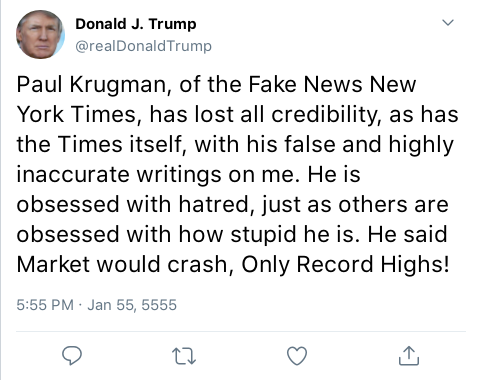 Donald J. Trump
@realDonaldTrump
Paul Krugman, of the Fake News New
York Times, has lost all credibility, as has
the Times itself, with his false and highly
inaccurate writings on me. He is
obsessed with hatred, just as others are
obsessed with how stupid he is. He said
Market would crash, Only Record Highs!
5:55 PM · Jan 55, 5555